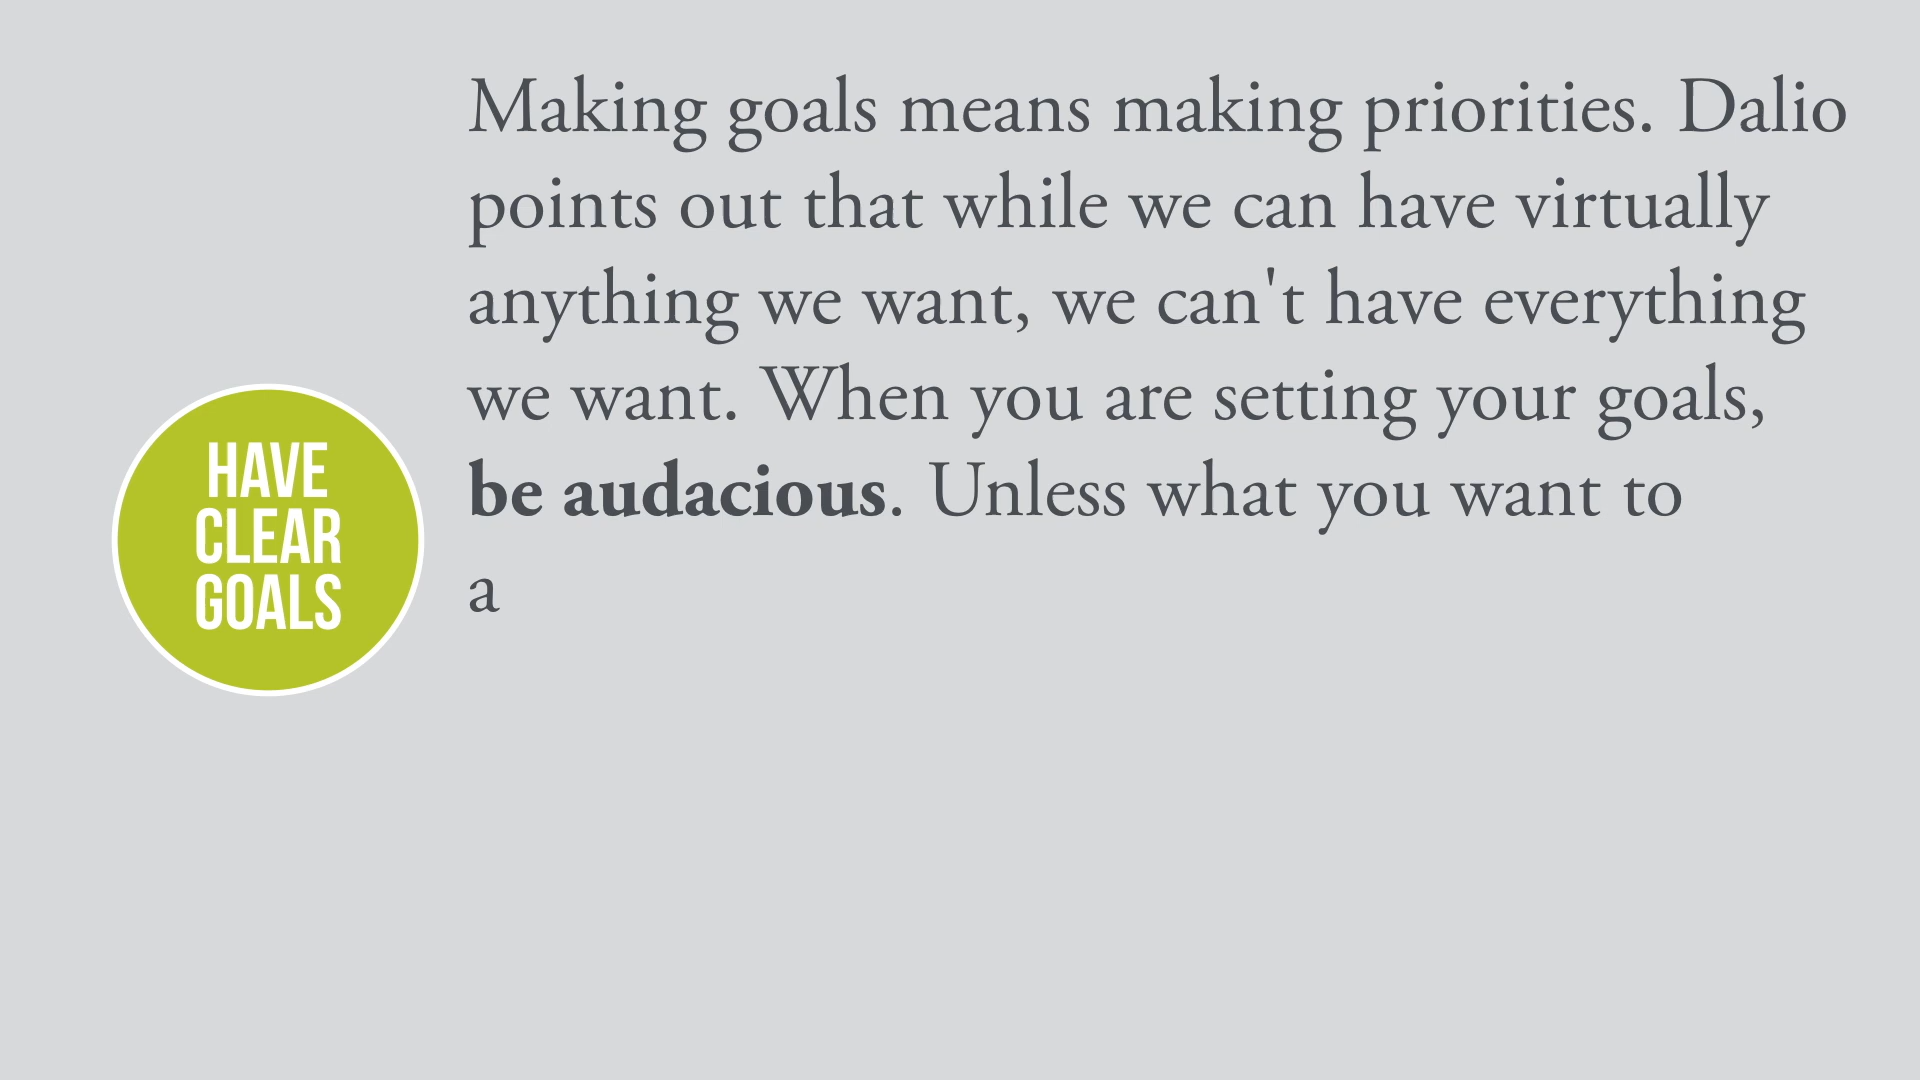 Making goals means making priorities. Dalio
points out that while we can have virtually
anything we want, we can't have everything
we want. When you are setting your goals,
be audacious. Unless what you want to
a
HAVE
CLEAR
GOALS